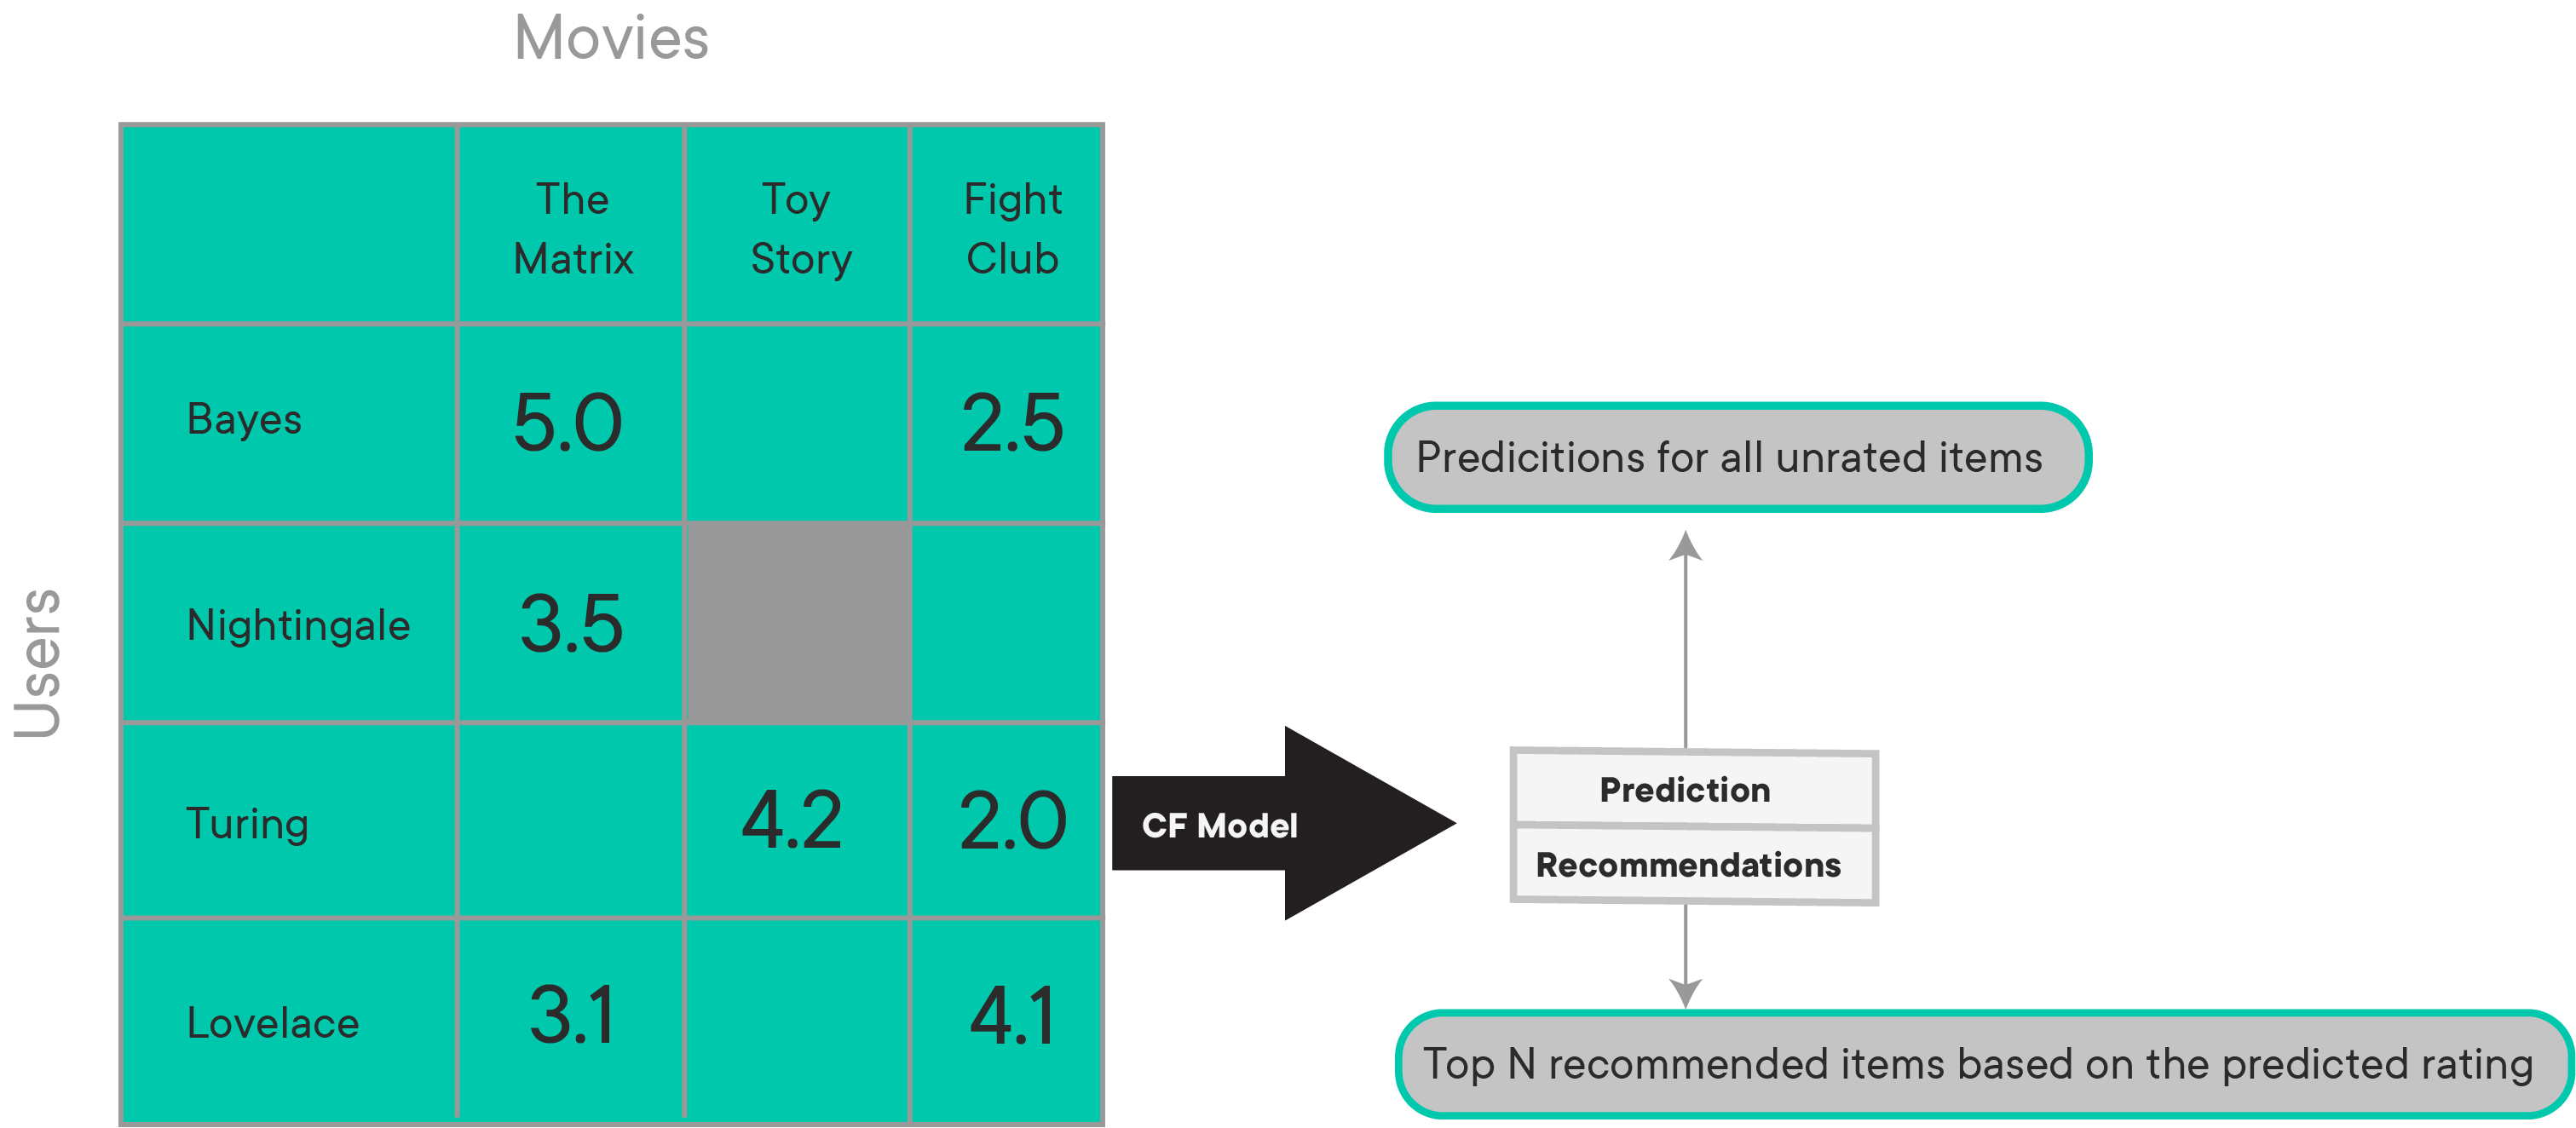 Movies
Users
The
Matrix
Toy
Story
Fight
Club
Bayes
5.0
2.5
Nightingale
3.5
Turing
4.2
2.0
Lovelace
3.1
4.1
CF Model
Predicitions for all unrated items
Prediction
Recommendations
Top N recommended items based on the predicted rating